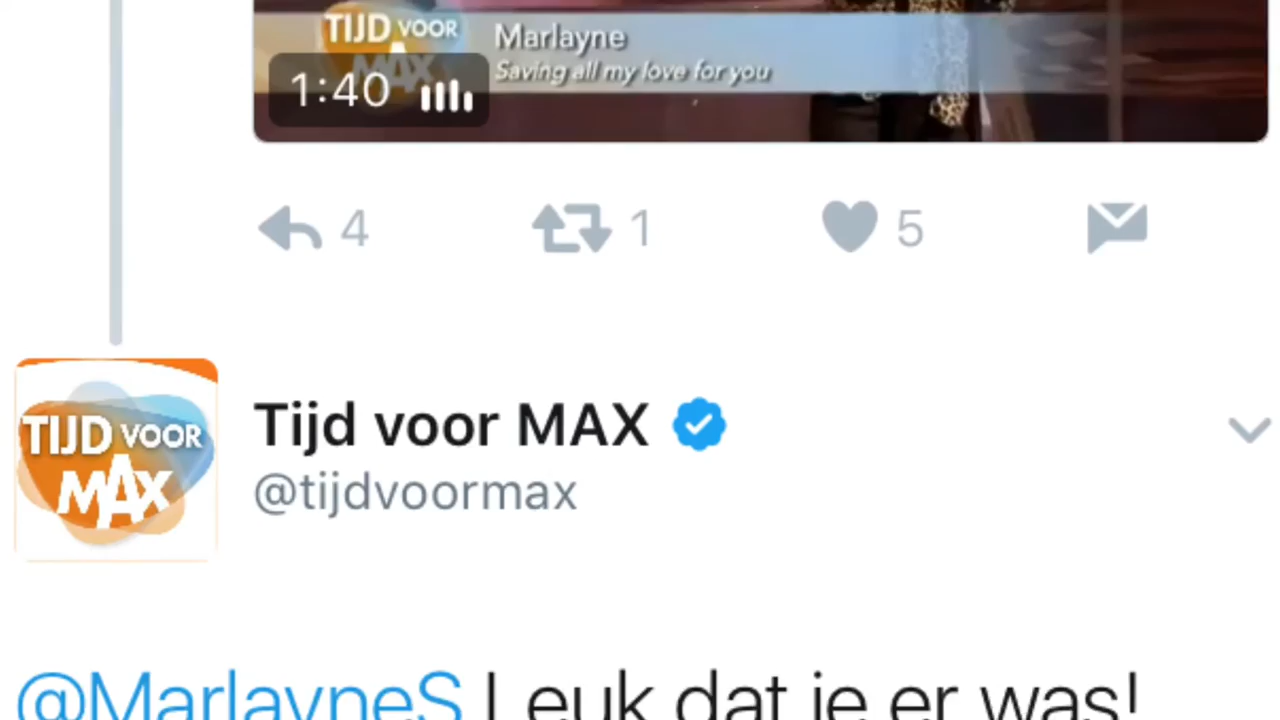 TIJD VOOR
MAX
Marlayne
Saving all my love for you
1:40
4
1
5
TIJD VOOR
MAX
Tijd voor MAX
@tijdvoormax
@MarlayneS Leuk dat je er was!